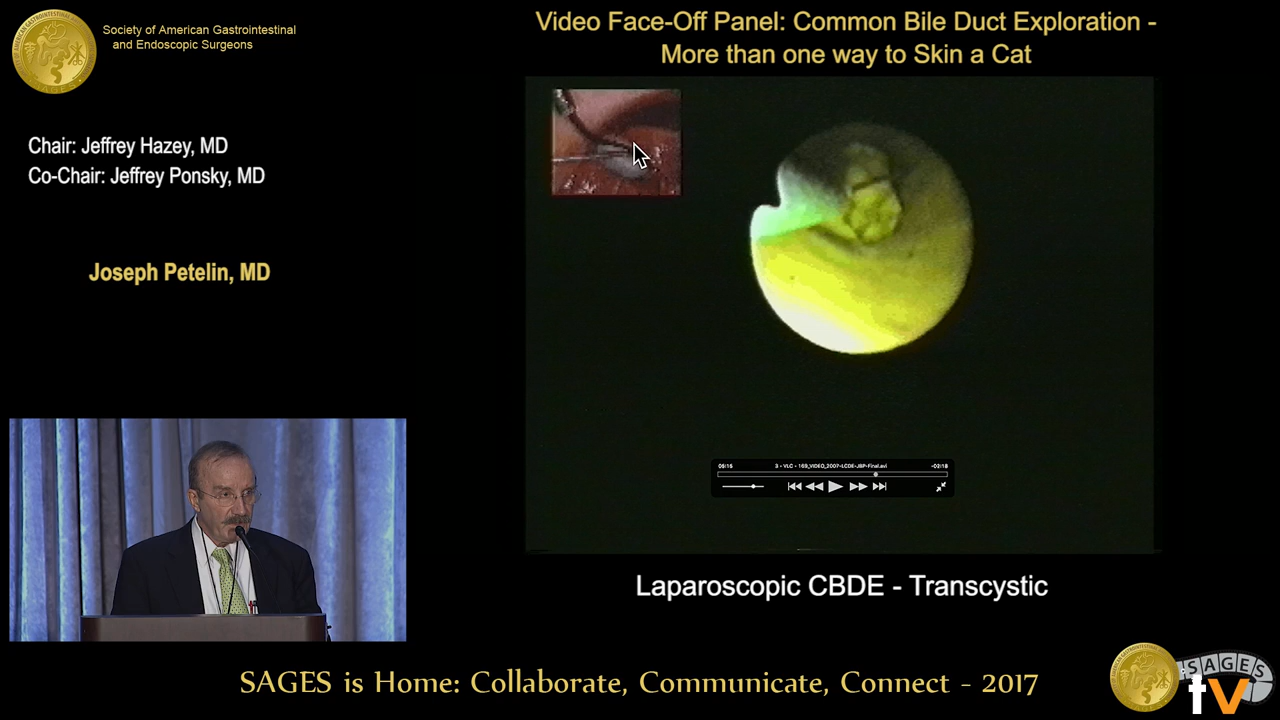 Society of American Gastrointestinal
and Endoscopic Surgeons
Video Face-Off Panel: Common Bile Duct Exploration -
More than one way to Skin a Cat
Chair: Jeffrey Hazey, MD
Co-Chair: Jeffrey Ponsky, MD
Joseph Petelin, MD
Laparoscopic CBDE - Transcystic
SAGES is Home: Collaborate, Communicate, Connect - 2017
SAGES
tv